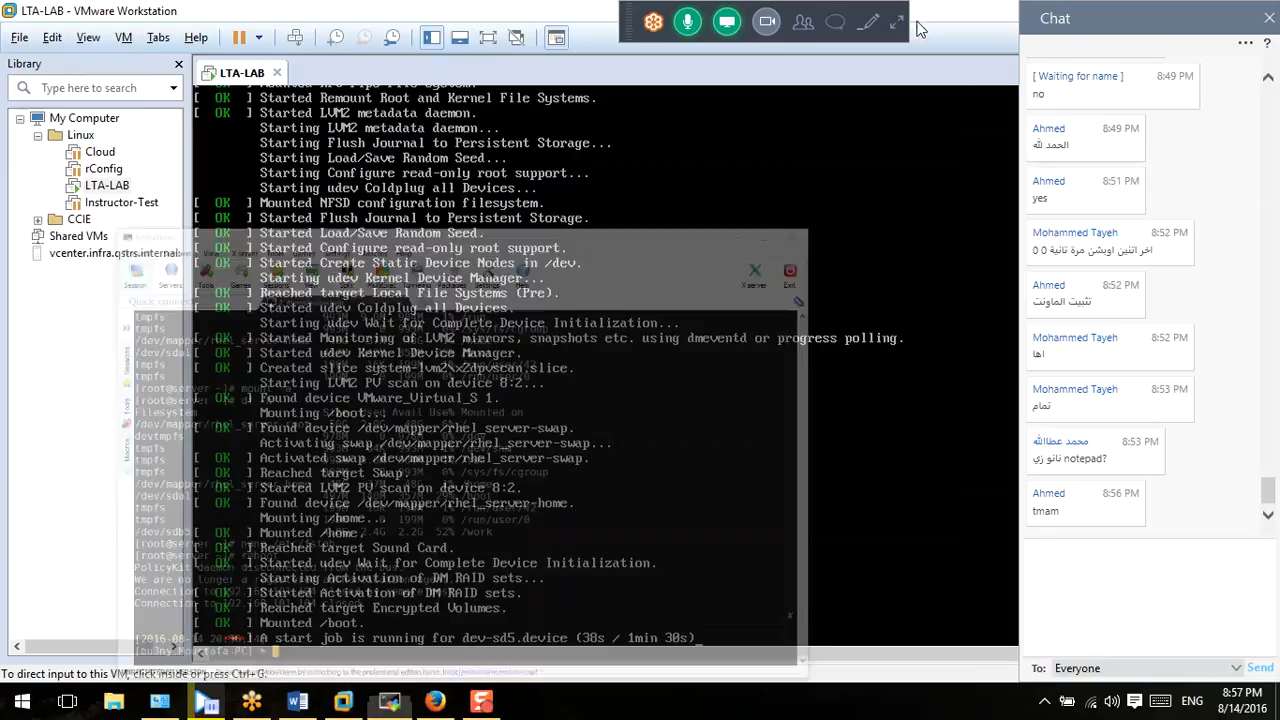 LTA-LAB - VMware Workstation
File Edit View VM Tabs Help
Library
Type here to search
My Computer
Linux
Cloud
rConfig
LTA-LAB
Instructor-Test
CCIE
Shared VMs
vcenter.infra.qstrs.internal
LTA-LAB
[ OK ] Started Remount Root and Kernel File Systems.
[ OK ] Started LVM2 metadata daemon.
Starting LVM2 metadata daemon...
Starting Flush Journal to Persistent Storage...
Starting Load/Save Random Seed...
Starting Configure read-only root support...
Starting udev Coldplug all Devices...
[ OK ] Mounted NFSD configuration filesystem.
[ OK ] Started Flush Journal to Persistent Storage.
[ OK ] Started Load/Save Random Seed.
[ OK ] Started Configure read-only root support.
[ OK ] Started Create Static Device Nodes in /dev.
Starting udev Kernel Device Manager...
[ OK ] Reached target Local File Systems (Pre).
[ OK ] Started udev Coldplug all Devices.
Starting udev Wait for Complete Device Initialization...
[ OK ] Started Monitoring of LVM2 mirrors, snapshots etc. using dmeventd or progress polling.
[ OK ] Started udev Kernel Device Manager.
[ OK ] Created slice system-lvm2\x2dpvscan.slice.
Starting LVM2 PV scan on device 8:2...
[ OK ] Found device VMware_Virtual_S 1.
Mounting /boot...
[ OK ] Found device /dev/mapper/rhel_server-swap.
Activating swap /dev/mapper/rhel_server-swap...
[ OK ] Activated swap /dev/mapper/rhel_server-swap.
[ OK ] Reached target Swap.
[ OK ] Started LVM2 PV scan on device 8:2.
[ OK ] Found device /dev/mapper/rhel_server-home.
Mounting /home...
[ OK ] Mounted /home.
[ OK ] Reached target Sound Card.
[ OK ] Started udev Wait for Complete Device Initialization.
Starting Activation of DM RAID sets...
[ OK ] Started Activation of DM RAID sets.
[ OK ] Reached target Encrypted Volumes.
[ OK ] Mounted /boot.
A start job is running for dev-sd5.device (38s / 1min 30s)
To direct input to this VM, click inside or press Ctrl+G.
Chat
[ Waiting for name ] 8:49 PM
no
Ahmed 8:49 PM
الحمد لله
Ahmed 8:51 PM
yes
Mohammed Tayeh 8:52 PM
اخر اتنين اوبشن مرة تانية 0 0
Ahmed 8:52 PM
تثبيت الماونت
Mohammed Tayeh 8:52 PM
اها
Mohammed Tayeh 8:53 PM
تمام
محمد عطاالله 8:53 PM
نانو زي notepad?
Ahmed 8:56 PM
tmam
To: Everyone Send
ENG
8:57 PM
8/14/2016